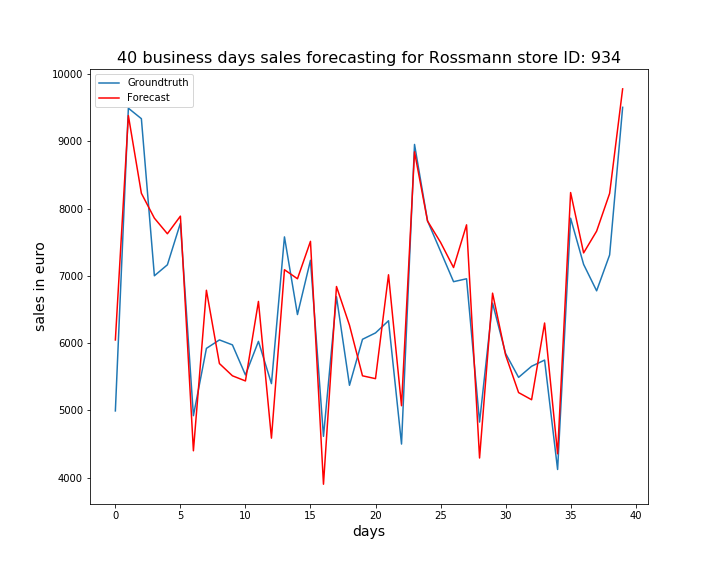 40 business days sales forecasting for Rossmann store ID: 934
Groundtruth
Forecast
10000
9000
8000
7000
6000
5000
4000
sales in euro
0 5 10 15 20 25 30 35 40
days